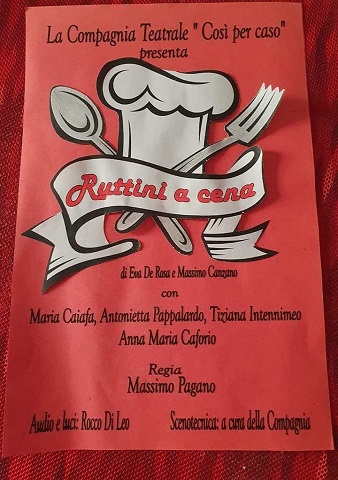 La Compagnia Teatrale " Così per caso"
presenta
Ruttini a cena
di Eva De Rosa e Massimo Canzano
con
Maria Caiafa, Antonietta Pappalardo, Tiziana Intennimeo
Anna Maria Caforio
Regia
Massimo Pagano
Audio e luci: Rocco Di Leo Scenotecnica: a cura della Compagnia